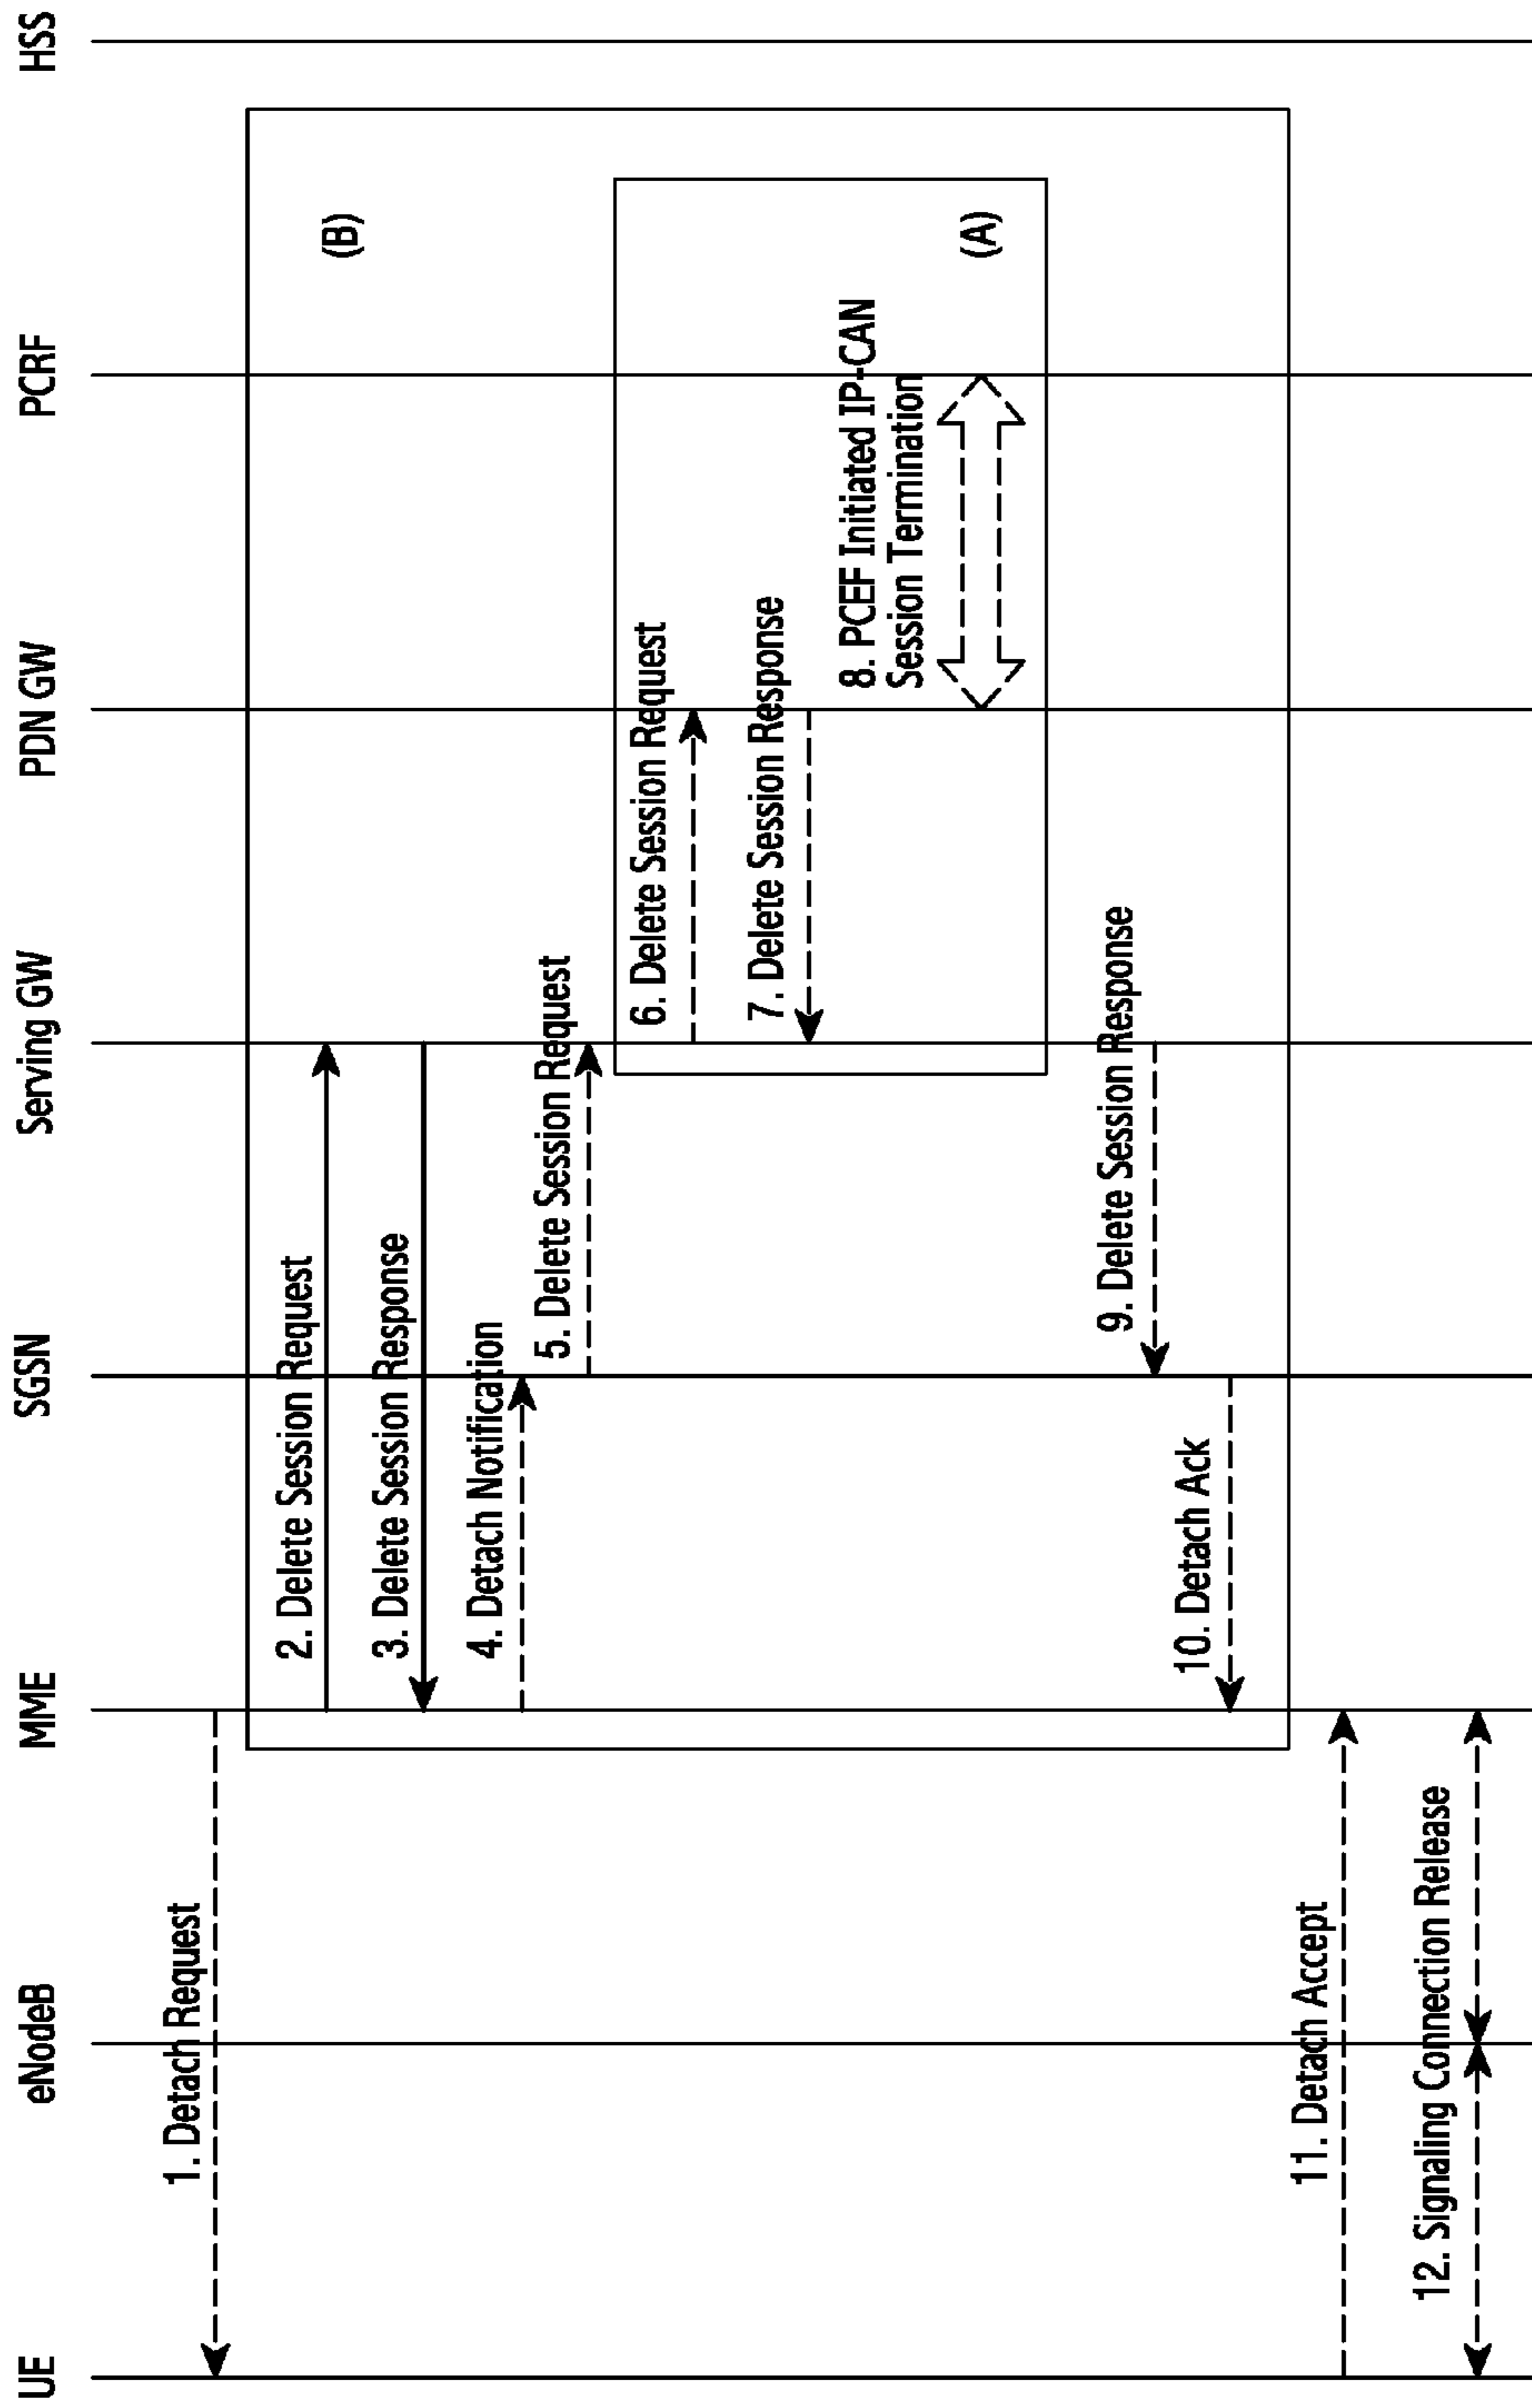 UE
eNodeB
MME
SGSN
Serving GW
PDN GW
PCRF
HSS
1. Detach Request
(B)
2. Delete Session Request
3. Delete Session Response
4. Detach Notification
5. Delete Session Request
6. Delete Session Request
7. Delete Session Response
8. PCEF Initiated IP-CAN
Session Termination
(A)
9. Delete Session Response
10. Detach Ack
11. Detach Accept
12. Signaling Connection Release